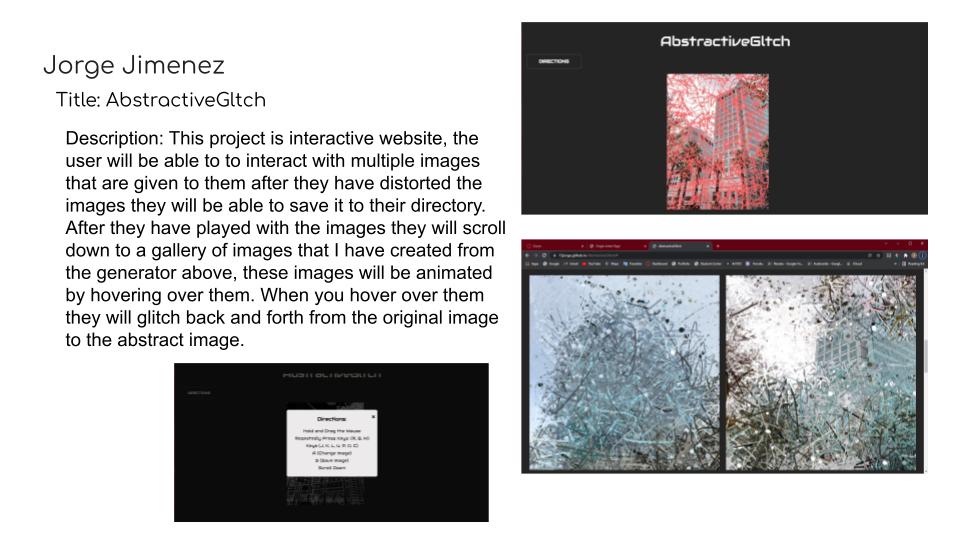 Jorge Jimenez
Title: AbstractiveGltch
Description: This project is interactive website, the
user will be able to to interact with multiple images
that are given to them after they have distorted the
images they will be able to save it to their directory.
After they have played with the images they will scroll
down to a gallery of images that I have created from
the generator above, these images will be animated
by hovering over them. When you hover over them
they will glitch back and forth from the original image
to the abstract image.
AbstractiveGltch
DIRECTIONS
AbstractiveGltch
DIRECTIONS
Directions:
Hold and Drag the Mouse
Repeatedly Press Keys:
Keys
A (Change Image)
S (Save Image)
Scroll Down